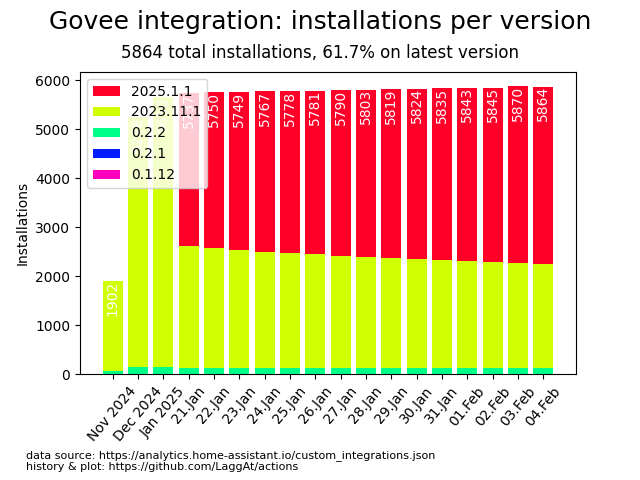 Govee integration: installations per version
5864 total installations, 61.7% on latest version
Installations
6000
5000
4000
3000
2000
1000
0
2025.1.1
2023.11.1
0.2.2
0.2.1
0.1.12
1902
5750
5749
5767
5778
5781
5790
5803
5819
5824
5835
5843
5845
5870
5864
Nov 2024
Dec 2024
Jan 2025
21.Jan
22.Jan
23.Jan
24.Jan
25.Jan
26.Jan
27.Jan
28.Jan
29.Jan
30.Jan
31.Jan
01.Feb
02.Feb
03.Feb
04.Feb
data source: https://analytics.home-assistant.io/custom_integrations.json
history & plot: https://github.com/LaggAt/actions